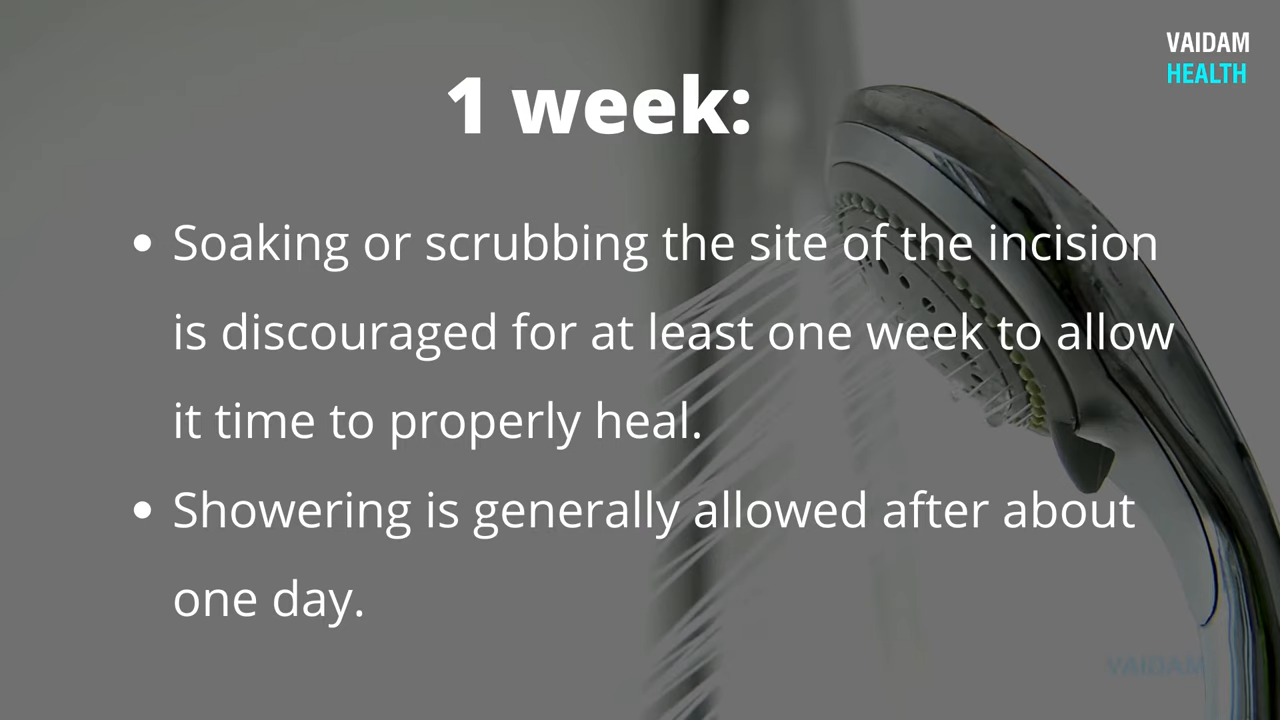 VAIDAM
HEALTH
1 week:
• Soaking or scrubbing the site of the incision
is discouraged for at least one week to allow
it time to properly heal.
• Showering is generally allowed after about
one day.
VAIDAM